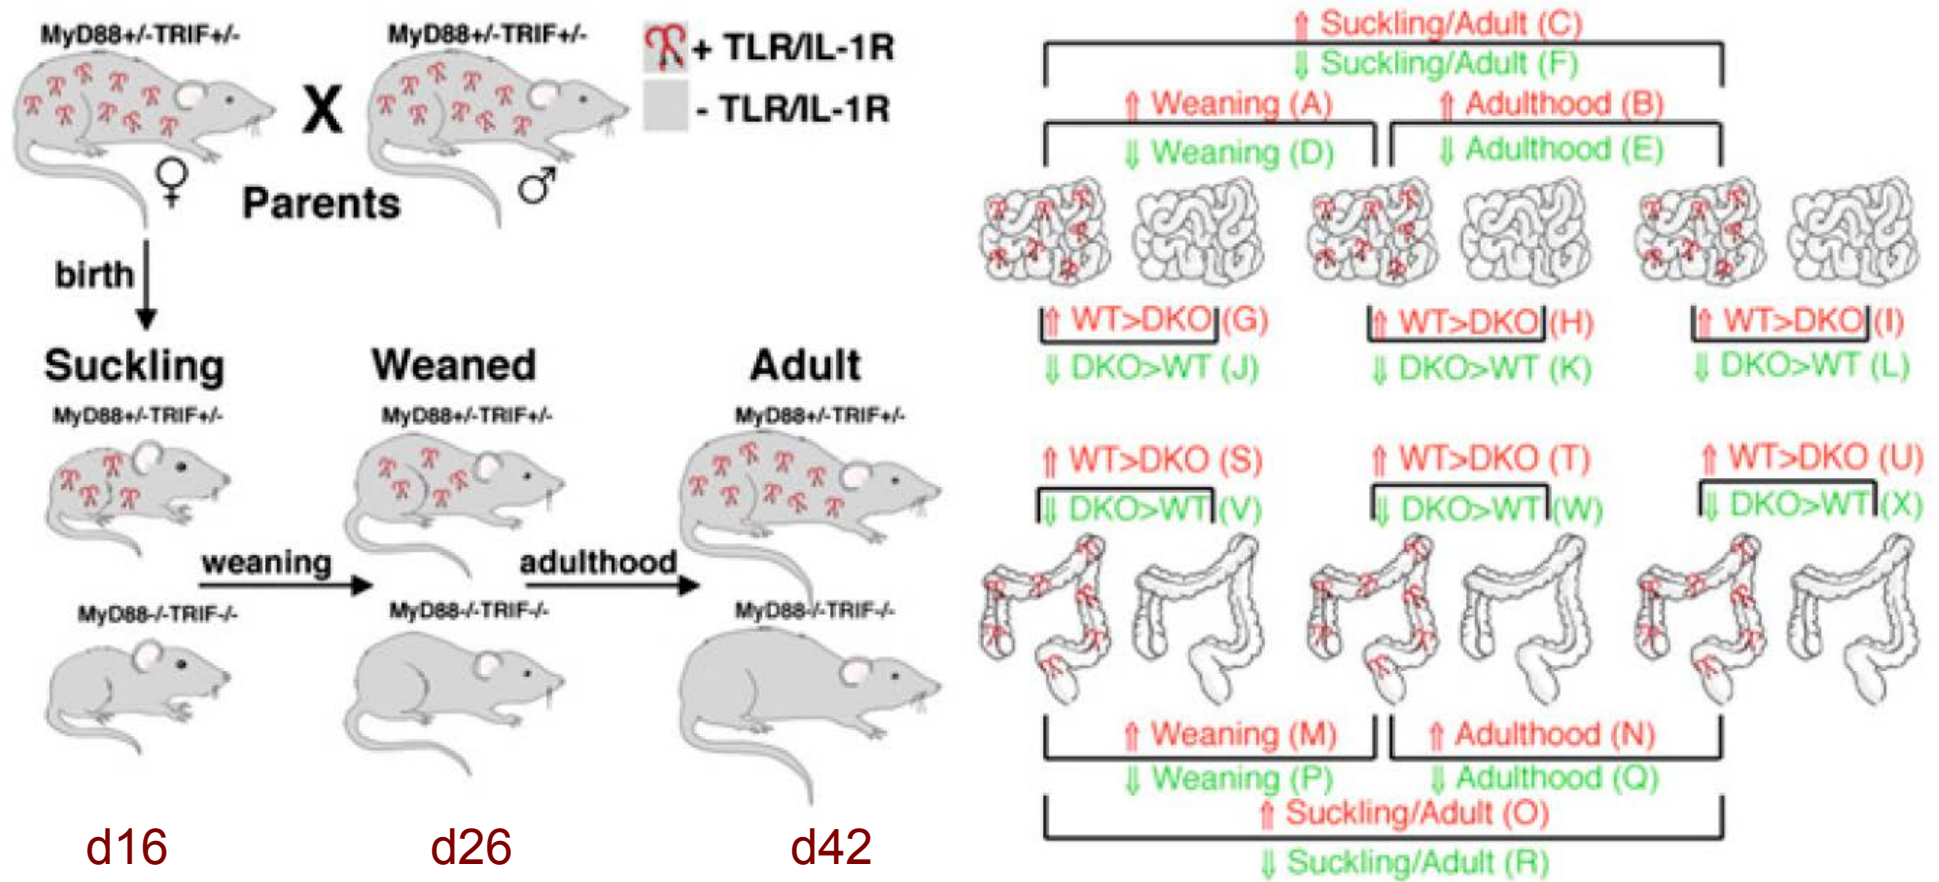 MyD88+/-TRIF+/-
MyD88+/-TRIF+/-
+ TLR/IL-1R
- TLR/IL-1R
X
♀
♂
Parents
birth
Suckling
Weaned
Adult
MyD88+/-TRIF+/-
MyD88+/-TRIF+/-
MyD88+/-TRIF+/-
weaning
adulthood
MyD88-/-TRIF-/-
MyD88-/-TRIF-/-
MyD88-/-TRIF-/-
d16
d26
d42
⇑ Suckling/Adult (C)
⇓ Suckling/Adult (F)
⇑ Weaning (A)
⇑ Adulthood (B)
⇓ Weaning (D)
⇓ Adulthood (E)
⇑ WT>DKO (G)
⇑ WT>DKO (H)
⇑ WT>DKO (I)
⇓ DKO>WT (J)
⇓ DKO>WT (K)
⇓ DKO>WT (L)
⇑ WT>DKO (S)
⇑ WT>DKO (T)
⇑ WT>DKO (U)
⇓ DKO>WT (V)
⇓ DKO>WT (W)
⇓ DKO>WT (X)
⇑ Weaning (M)
⇑ Adulthood (N)
⇓ Weaning (P)
⇓ Adulthood (Q)
⇑ Suckling/Adult (O)
⇓ Suckling/Adult (R)